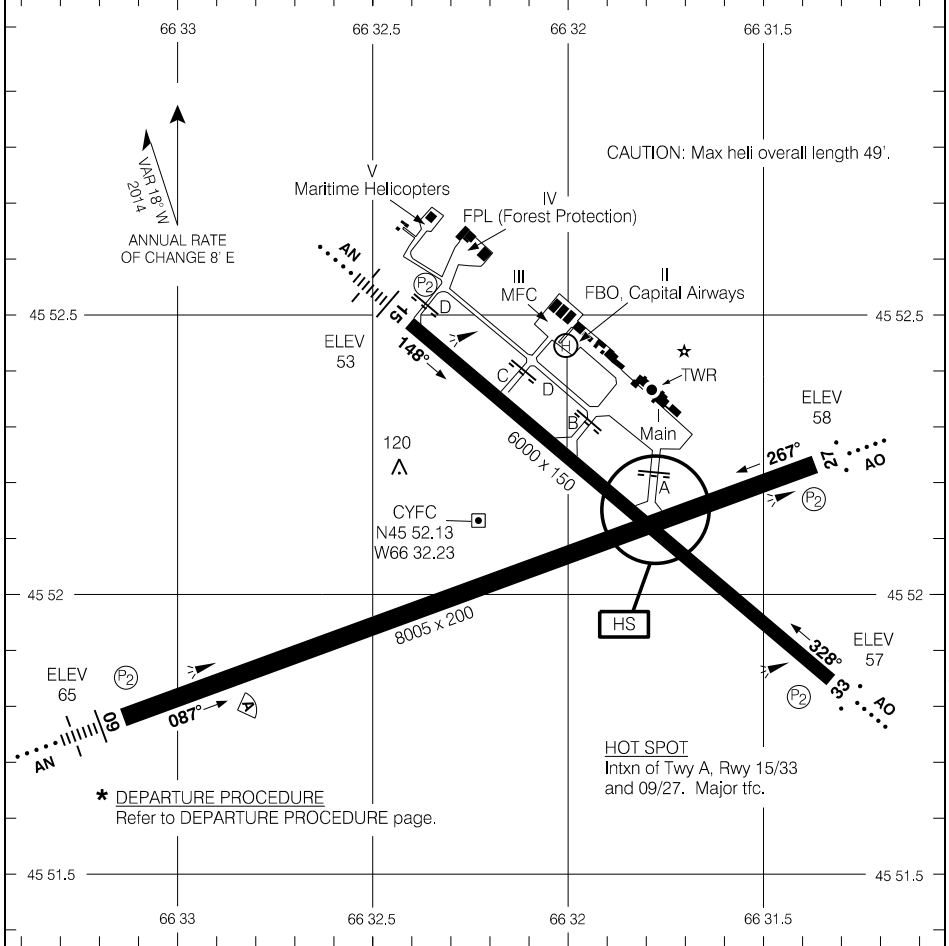 66 33
66 32.5
66 32
66 31.5
CAUTION: Max heli overall length 49'.
VAR 18° W
2014
ANNUAL RATE
OF CHANGE 8' E
V
Maritime Helicopters
IV
FPL (Forest Protection)
III
MFC
II
FBO, Capital Airways
AN
P2
D
15
45 52.5
45 52.5
ELEV
53
148°
H
TWR
C
D
B
I
Main
ELEV
58
6000 x 150
120
267°
27
AO
A
P2
CYFC
N45 52.13
W66 32.23
45 52
45 52
8005 x 200
HS
328°
ELEV
57
ELEV
65
P2
P2
33
AO
09
087°
A
AN
HOT SPOT
Intxn of Twy A, Rwy 15/33
and 09/27. Major tfc.
* DEPARTURE PROCEDURE
Refer to DEPARTURE PROCEDURE page.
45 51.5
45 51.5
66 33
66 32.5
66 32
66 31.5